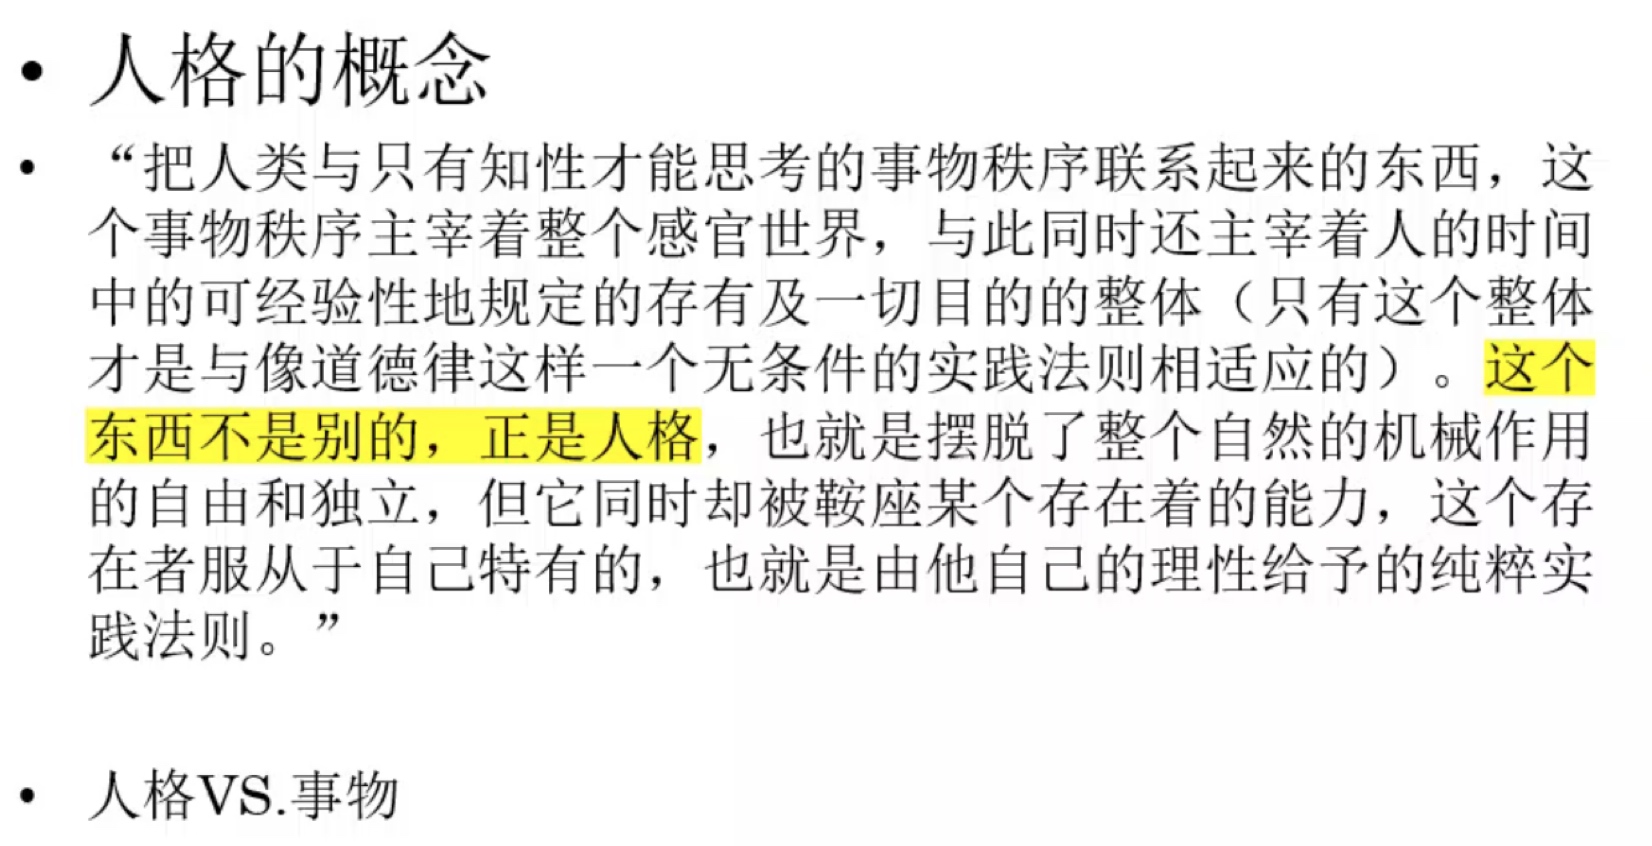 • 人格的概念
• “把人类与只有知性才能思考的事物秩序联系起来的东西，这
个事物秩序主宰着整个感官世界，与此同时还主宰着人的时间
中的可经验性地规定的存有及一切目的的整体（只有这个整体
才是与像道德律这样一个无条件的实践法则相适应的）。这个
东西不是别的，正是人格，也就是摆脱了整个自然的机械作用
的自由和独立，但它同时却被鞍座某个存在着的能力，这个存
在者服从于自己特有的，也就是由他自己的理性给予的纯粹实
践法则。”
• 人格VS.事物